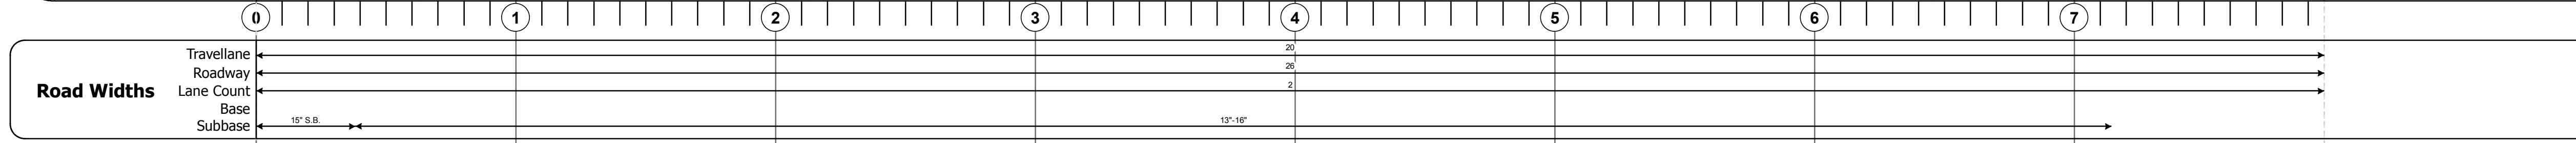 0 1 2 3 4 5 6 7
Road Widths
Travellane 20
Roadway 26
Lane Count 2
Base
Subbase 15" S.B. 13"-16"